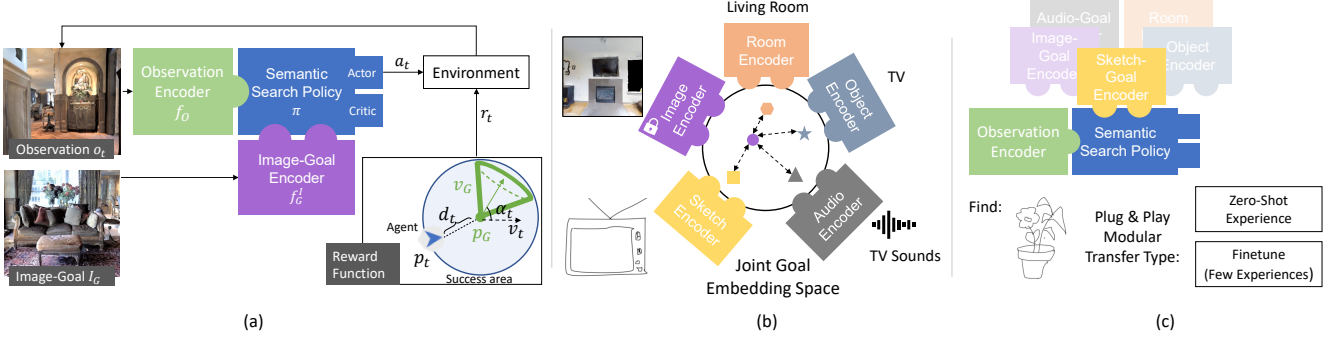 Observation
Encoder
f_O
Semantic
Search Policy
π
Actor
Critic
a_t
Environment
r_t
Observation o_t
Image-Goal
Encoder
f_G^I
Image-Goal I_G
Reward
Function
Agent
p_t
d_t
v_G
α_t
p_G
v_t
Success area
(a)
Living Room
Room
Encoder
TV
Object
Encoder
Image
Encoder
Sketch
Encoder
Audio
Encoder
TV Sounds
Joint Goal
Embedding Space
(b)
Audio-Goal
Room
Image-
Goal
Encoder
Sketch-
Goal
Encoder
Object
Encoder
Observation
Encoder
Semantic
Search Policy
Find:
Plug & Play
Modular
Transfer Type:
Zero-Shot
Experience
Finetune
(Few Experiences)
(c)